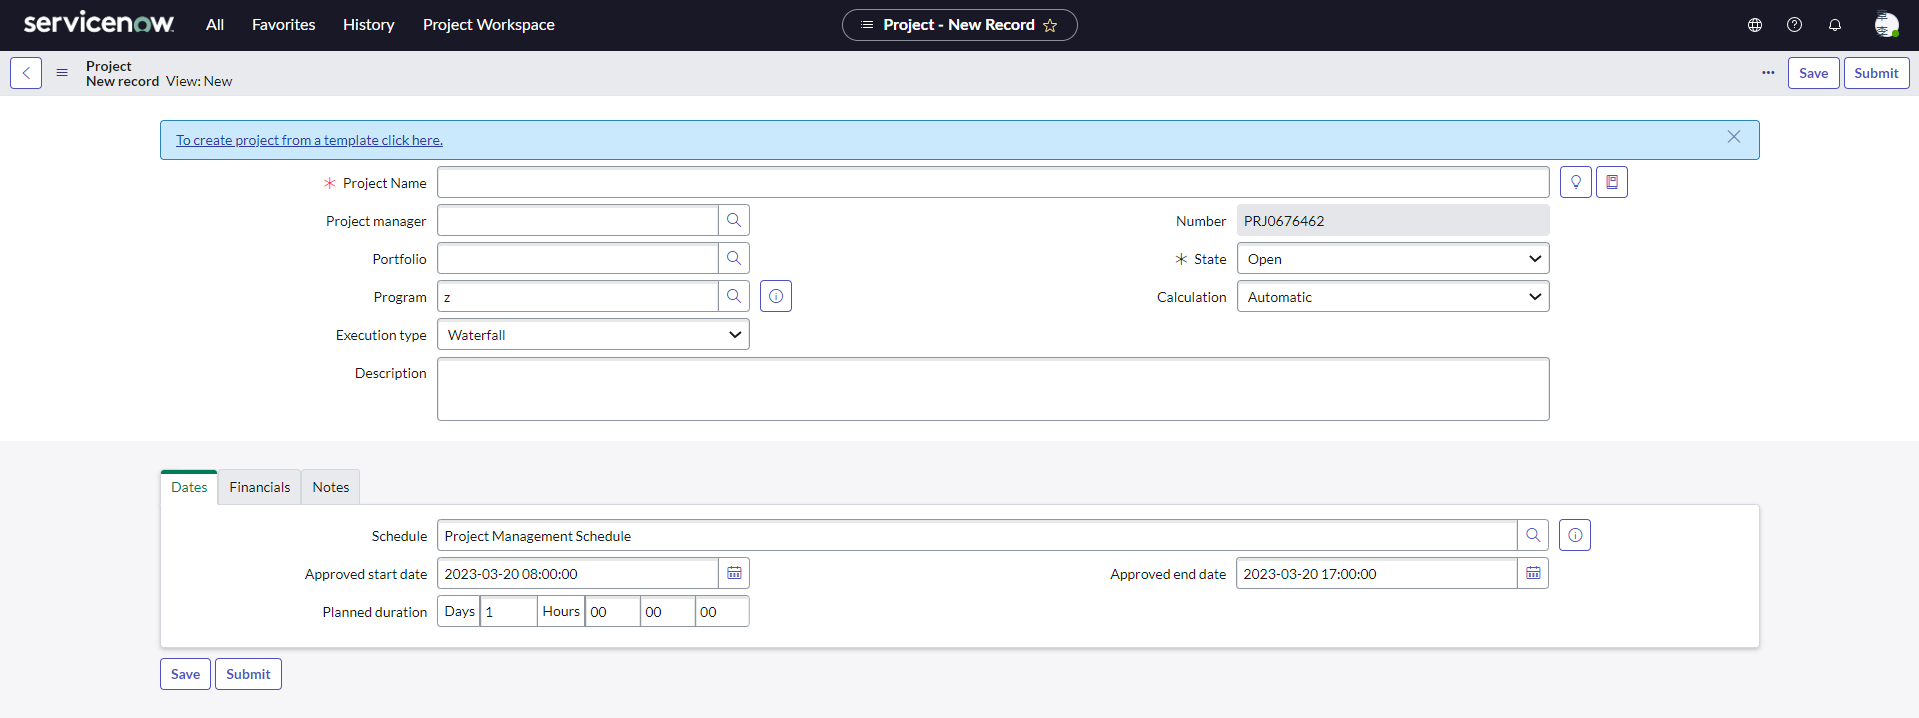 servicenow. All Favorites History Project Workspace Project - New Record
Project
New record View: New
Save Submit
To create project from a template click here.
Project Name
Project manager
Number PRJ0676462
Portfolio
State Open
Program z
Calculation Automatic
Execution type Waterfall
Description
Dates Financials Notes
Schedule Project Management Schedule
Approved start date 2023-03-20 08:00:00
Approved end date 2023-03-20 17:00:00
Planned duration Days 1 Hours 00 00 00
Save Submit